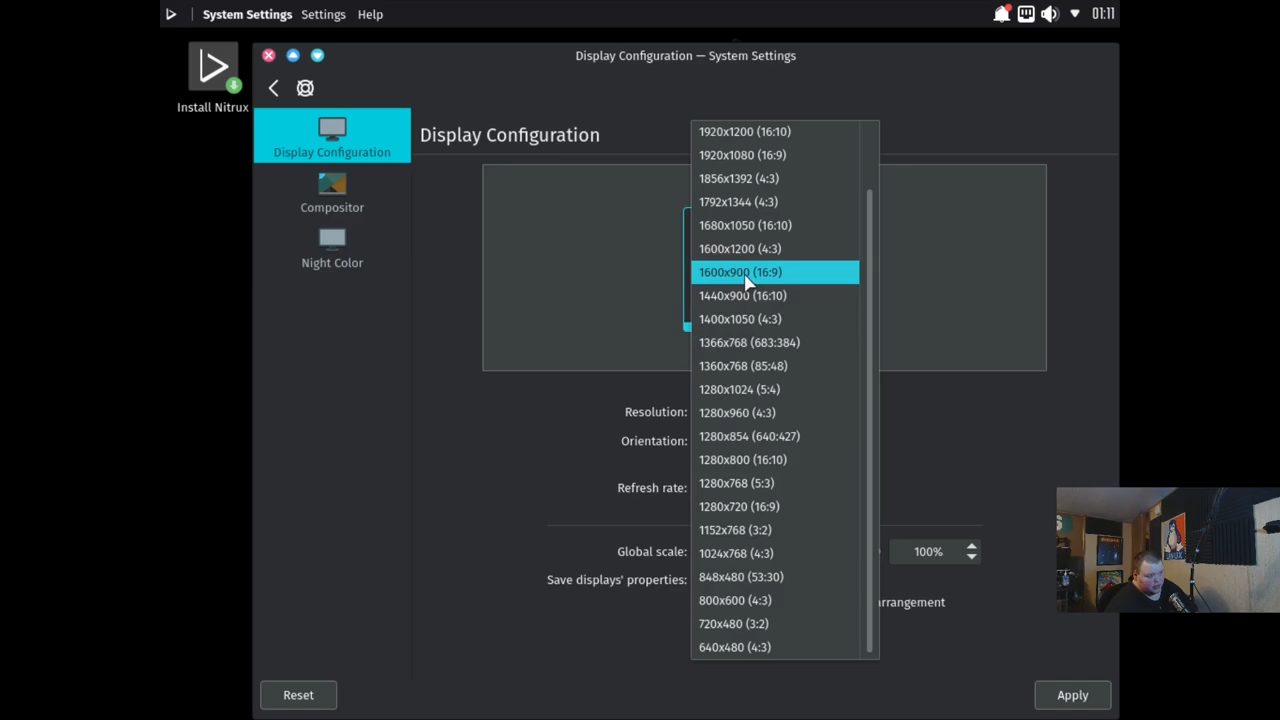 System Settings Settings Help 01:11
Display Configuration — System Settings
Install Nitrux
Display Configuration
Compositor
Night Color
Display Configuration
1920x1200 (16:10)
1920x1080 (16:9)
1856x1392 (4:3)
1792x1344 (4:3)
1680x1050 (16:10)
1600x1200 (4:3)
1600x900 (16:9)
1440x900 (16:10)
1400x1050 (4:3)
1366x768 (683:384)
1360x768 (85:48)
1280x1024 (5:4)
1280x960 (4:3)
1280x854 (640:427)
1280x800 (16:10)
1280x768 (5:3)
1280x720 (16:9)
1152x768 (3:2)
1024x768 (4:3)
848x480 (53:30)
800x600 (4:3)
720x480 (3:2)
640x480 (4:3)
Resolution:
Orientation:
Refresh rate:
Global scale: 100%
Save displays' properties:
arrangement
Reset Apply